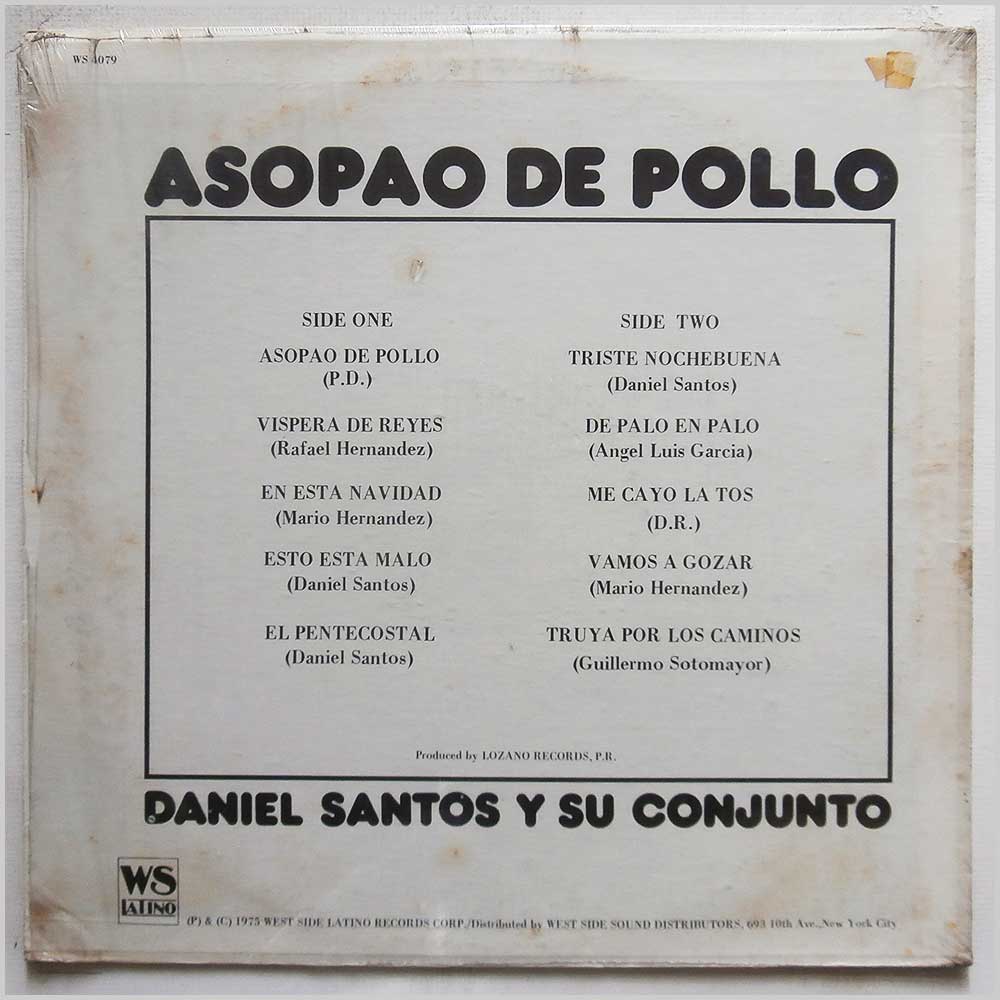 WS 4079
ASOPAO DE POLLO
SIDE ONE
ASOPAO DE POLLO
(P.D.)
VISPERA DE REYES
(Rafael Hernandez)
EN ESTA NAVIDAD
(Mario Hernandez)
ESTO ESTA MALO
(Daniel Santos)
EL PENTECOSTAL
(Daniel Santos)
SIDE TWO
TRISTE NOCHEBUENA
(Daniel Santos)
DE PALO EN PALO
(Angel Luis Garcia)
ME CAYO LA TOS
(D.R.)
VAMOS A GOZAR
(Mario Hernandez)
TRUYA POR LOS CAMINOS
(Guillermo Sotomayor)
Produced by LOZANO RECORDS, P.R.
DANIEL SANTOS Y SU CONJUNTO
WS
LATINO
(P) & (C) 1975 WEST SIDE LATINO RECORDS CORP./Distributed by WEST SIDE SOUND DISTRIBUTORS, 693 10th Ave., New York City